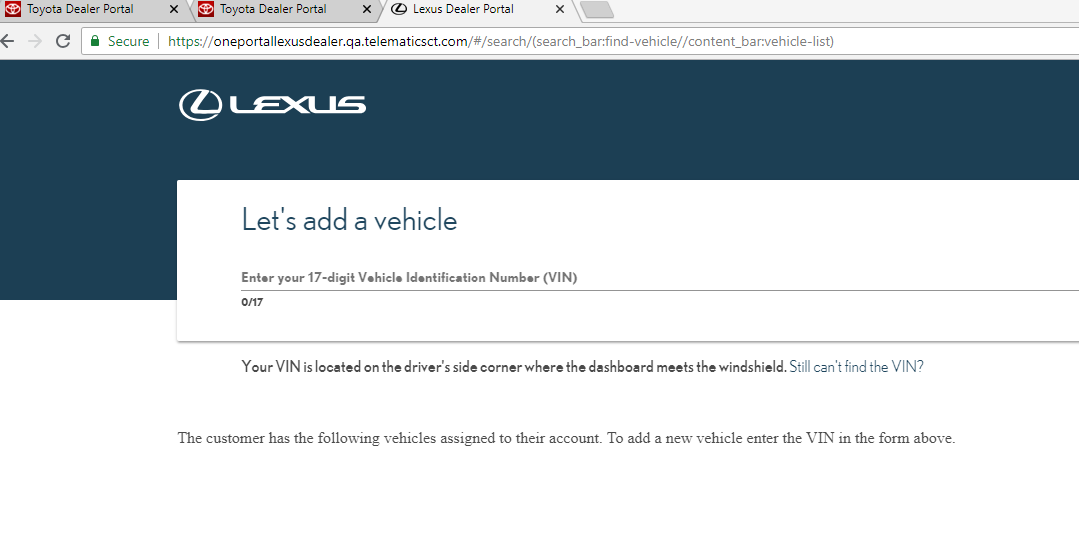 Toyota Dealer Portal
Toyota Dealer Portal
Lexus Dealer Portal
Secure
https://oneportallexusdealer.qa.telematicsct.com/#/search/(search_bar:find-vehicle//content_bar:vehicle-list)
LEXUS
Let's add a vehicle
Enter your 17-digit Vehicle Identification Number (VIN)
0/17
Your VIN is located on the driver's side corner where the dashboard meets the windshield. Still can't find the VIN?
The customer has the following vehicles assigned to their account. To add a new vehicle enter the VIN in the form above.